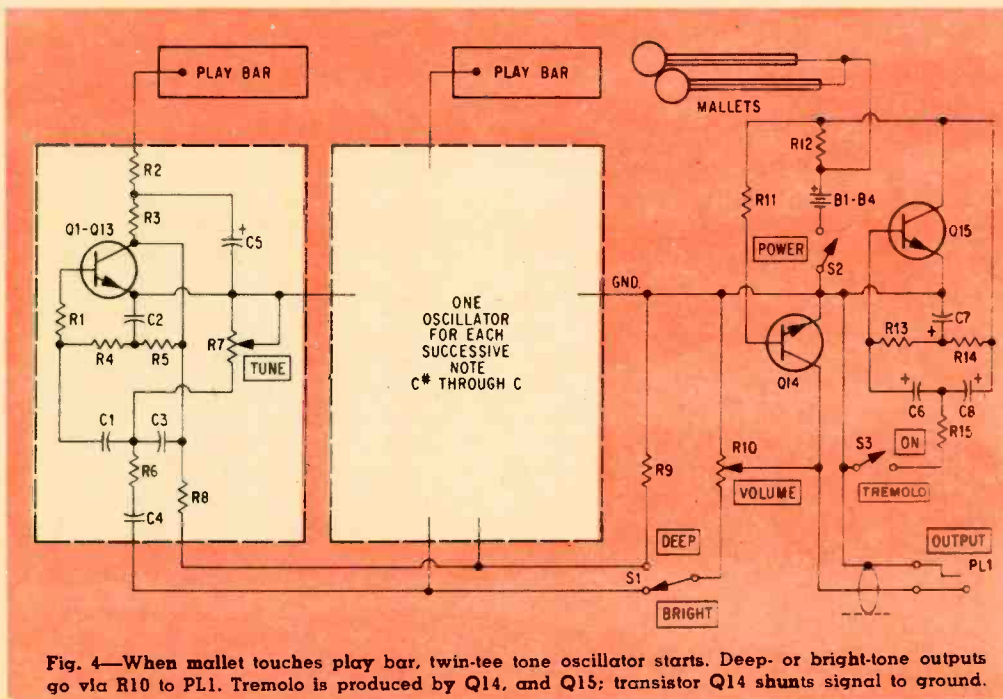 PLAY BAR
PLAY BAR
MALLETS
R2
R3
Q1-Q13
C5
R1
C2
R4
R5
R7
TUNE
C1
C3
R6
R8
C4
ONE
OSCILLATOR
FOR EACH
SUCCESSIVE
NOTE
C# THROUGH C
GND.
R12
R11
+
B1-B4
POWER
S2
Q15
Q14
R13
C7
+
R14
+
C6
+
C8
R15
R9
R10
VOLUME
S3
ON
TREMOLO
DEEP
S1
BRIGHT
OUTPUT
PL1
+
Fig. 4—When mallet touches play bar, twin-tee tone oscillator starts. Deep- or bright-tone outputs
go via R10 to PL1. Tremolo is produced by Q14, and Q15; transistor Q14 shunts signal to ground.